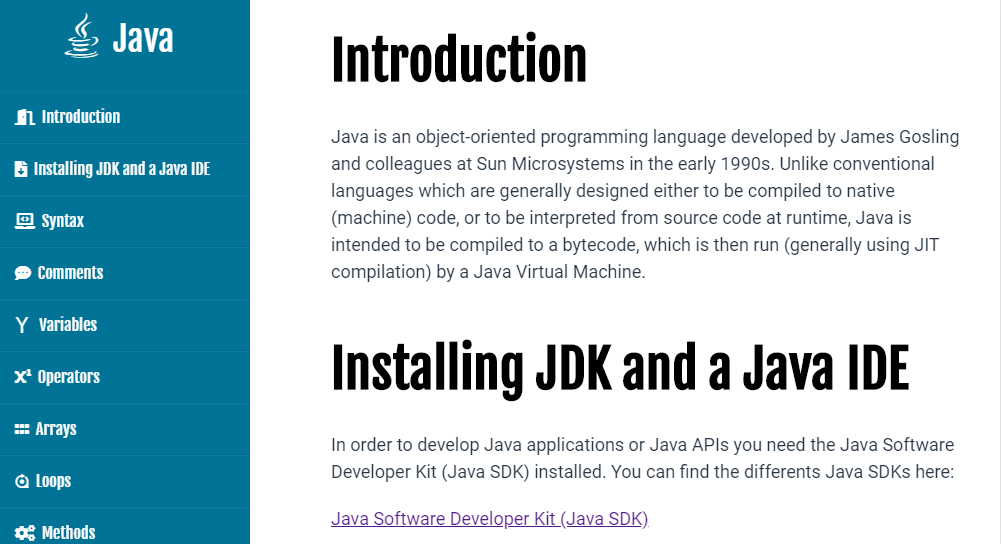 Java
Introduction
Installing JDK and a Java IDE
Syntax
Comments
Variables
Operators
Arrays
Loops
Methods
Introduction
Java is an object-oriented programming language developed by James Gosling
and colleagues at Sun Microsystems in the early 1990s. Unlike conventional
languages which are generally designed either to be compiled to native
(machine) code, or to be interpreted from source code at runtime, Java is
intended to be compiled to a bytecode, which is then run (generally using JIT
compilation) by a Java Virtual Machine.
Installing JDK and a Java IDE
In order to develop Java applications or Java APIs you need the Java Software
Developer Kit (Java SDK) installed. You can find the differents Java SDKs here:
Java Software Developer Kit (Java SDK)